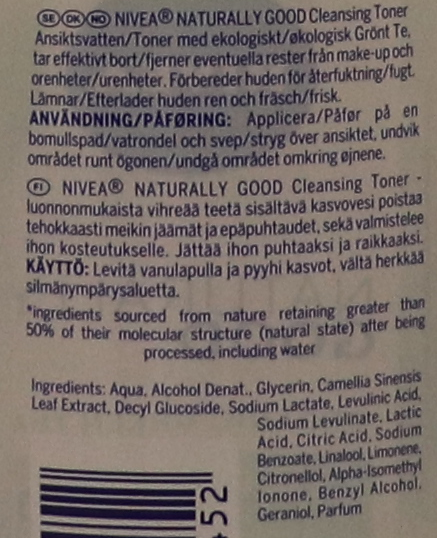 SE DK NO NIVEA® NATURALLY GOOD Cleansing Toner
Ansiktsvatten/Toner med ekologiskt/økologisk Grönt Te,
tar effektivt bort/fjerner eventuella rester från make-up och
orenheter/urenheter. Förbereder huden för återfuktning/fugt.
Lämnar/Efterlader huden ren och fräsch/frisk.
ANVÄNDNING/PÅFØRING: Applicera/Påfør på en
bomullspad/vatrondel och svep/stryg över ansiktet, undvik
området runt ögonen/undgå området omkring øjnene.
FI NIVEA® NATURALLY GOOD Cleansing Toner -
luonnonmukaista vihreää teetä sisältävä kasvovesi poistaa
tehokkaasti meikin jäämät ja epäpuhtaudet, sekä valmistelee
ihon kosteutukselle. Jättää ihon puhtaaksi ja raikkaaksi.
KÄYTTÖ: Levitä vanulapulla ja pyyhi kasvot, vältä herkkää
silmänympärysaluetta.
*ingredients sourced from nature retaining greater than
50% of their molecular structure (natural state) after being
processed, including water
Ingredients: Aqua, Alcohol Denat., Glycerin, Camellia Sinensis
Leaf Extract, Decyl Glucoside, Sodium Lactate, Levulinic Acid,
Sodium Levulinate, Lactic
Acid, Citric Acid, Sodium
Benzoate, Linalool, Limonene,
Citronellol, Alpha-Isomethyl
Ionone, Benzyl Alcohol,
Geraniol, Parfum
52